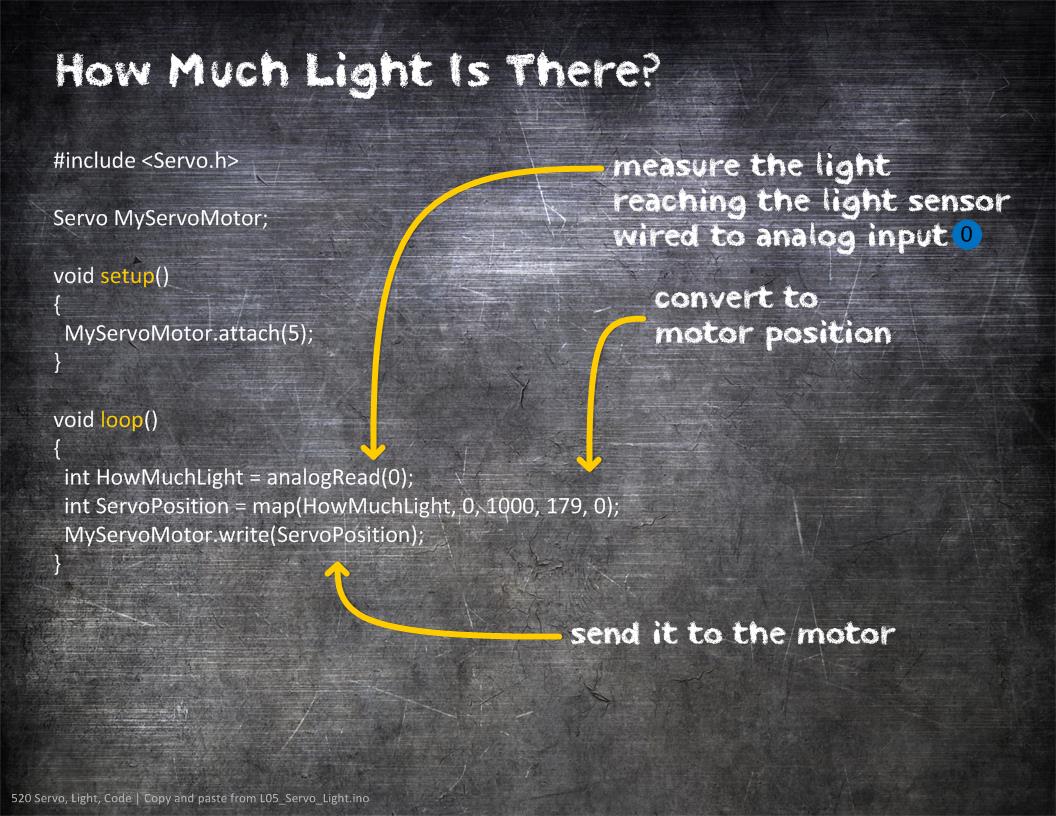 How Much Light Is There?
#include <Servo.h>
Servo MyServoMotor;
void setup()
{
MyServoMotor.attach(5);
}
void loop()
{
int HowMuchLight = analogRead(0);
int ServoPosition = map(HowMuchLight, 0, 1000, 179, 0);
MyServoMotor.write(ServoPosition);
}
measure the light
reaching the light sensor
wired to analog input 0
convert to
motor position
send it to the motor
520 Servo, Light, Code | Copy and paste from L05_Servo_Light.ino